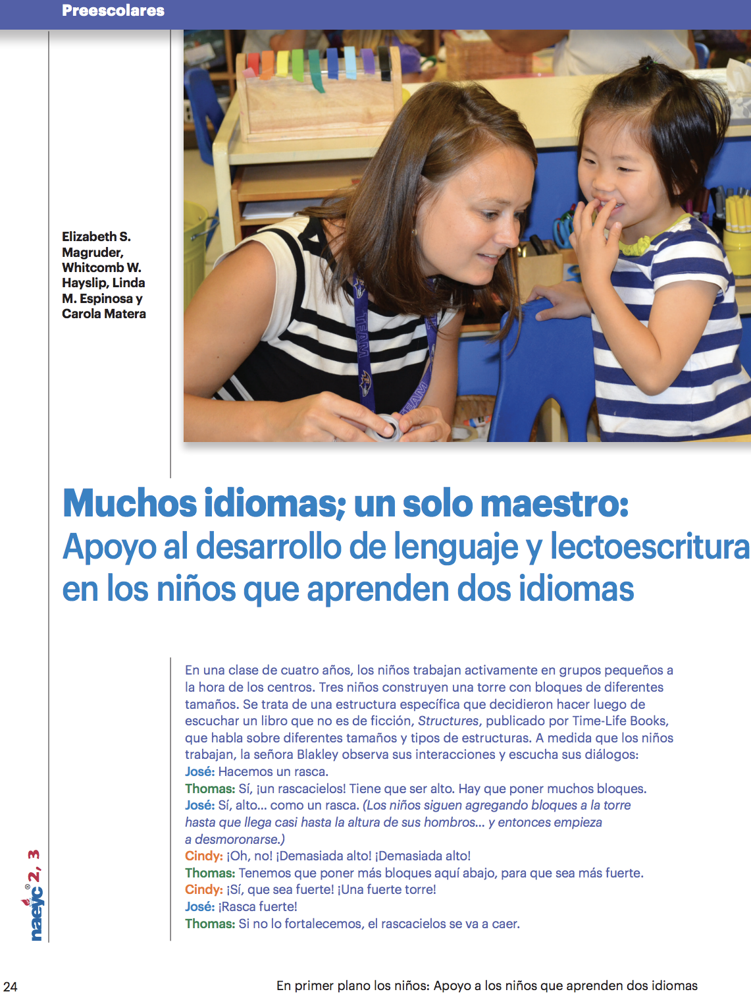 Preescolares
Elizabeth S.
Magruder,
Whitcomb W.
Hayslip, Linda
M. Espinosa y
Carola Matera
TEAM
TEAM
Muchos idiomas; un solo maestro:
Apoyo al desarrollo de lenguaje y lectoescritura
en los niños que aprenden dos idiomas
En una clase de cuatro años, los niños trabajan activamente en grupos pequeños a
la hora de los centros. Tres niños construyen una torre con bloques de diferentes
tamaños. Se trata de una estructura específica que decidieron hacer luego de
escuchar un libro que no es de ficción, Structures, publicado por Time-Life Books,
que habla sobre diferentes tamaños y tipos de estructuras. A medida que los niños
trabajan, la señora Blakley observa sus interacciones y escucha sus diálogos:
José: Hacemos un rasca.
Thomas: Sí, ¡un rascacielos! Tiene que ser alto. Hay que poner muchos bloques.
José: Sí, alto... como un rasca. (Los niños siguen agregando bloques a la torre
hasta que llega casi hasta la altura de sus hombros... y entonces empieza
a desmoronarse.)
Cindy: ¡Oh, no! ¡Demasiada alto! ¡Demasiada alto!
Thomas: Tenemos que poner más bloques aquí abajo, para que sea más fuerte.
Cindy: ¡Sí, que sea fuerte! ¡Una fuerte torre!
José: ¡Rasca fuerte!
Thomas: Si no lo fortalecemos, el rascacielos se va a caer.
naeyc® 2, 3
24
En primer plano los niños: Apoyo a los niños que aprenden dos idiomas